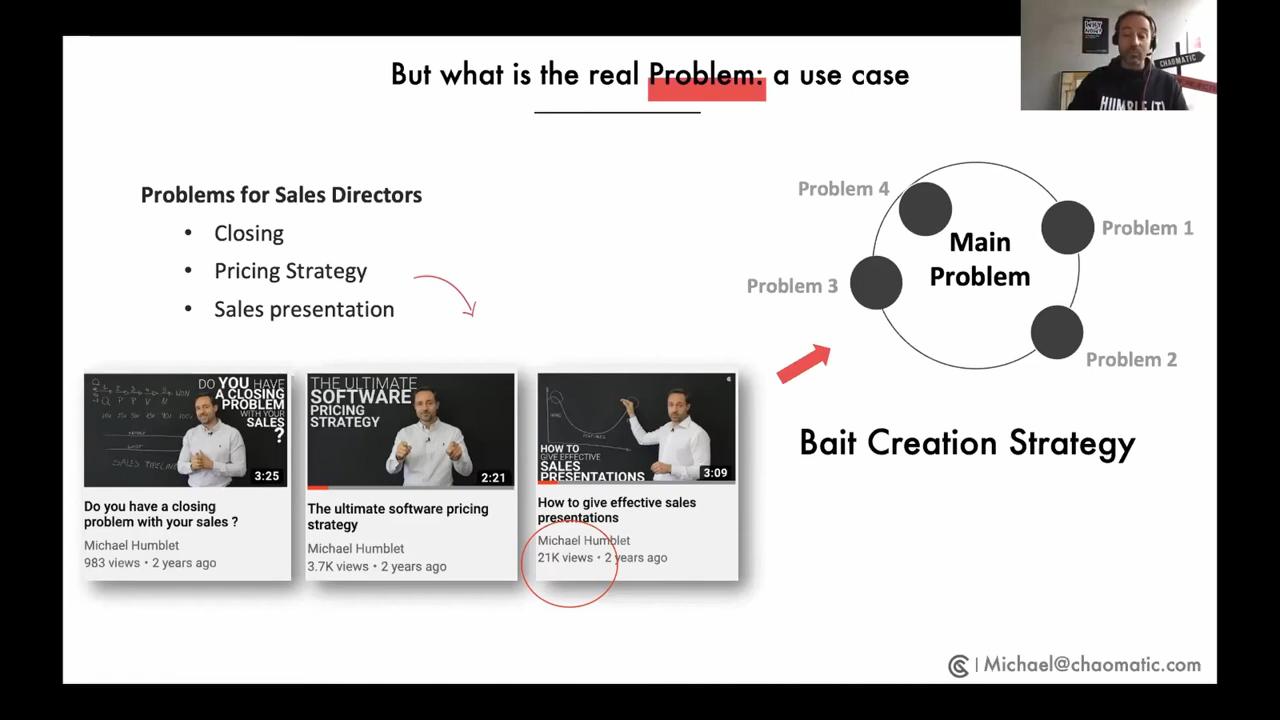 But what is the real Problem: a use case
CHAOMATIC
HUMBLE IT!
Problems for Sales Directors
• Closing
• Pricing Strategy
• Sales presentation
Problem 4
Problem 1
Main
Problem
Problem 3
Problem 2
Bait Creation Strategy
DO YOU HAVE
A CLOSING
PROBLEM
WITH YOUR
SALES
?
SALES PIPELINE
3:25
Do you have a closing
problem with your sales ?
Michael Humblet
983 views • 2 years ago
THE ULTIMATE
SOFTWARE
PRICING
STRATEGY
2:21
The ultimate software pricing
strategy
Michael Humblet
3.7K views • 2 years ago
HOW TO
GIVE EFFECTIVE
SALES
PRESENTATIONS
3:09
How to give effective sales
presentations
Michael Humblet
21K views • 2 years ago
| Michael@chaomatic.com